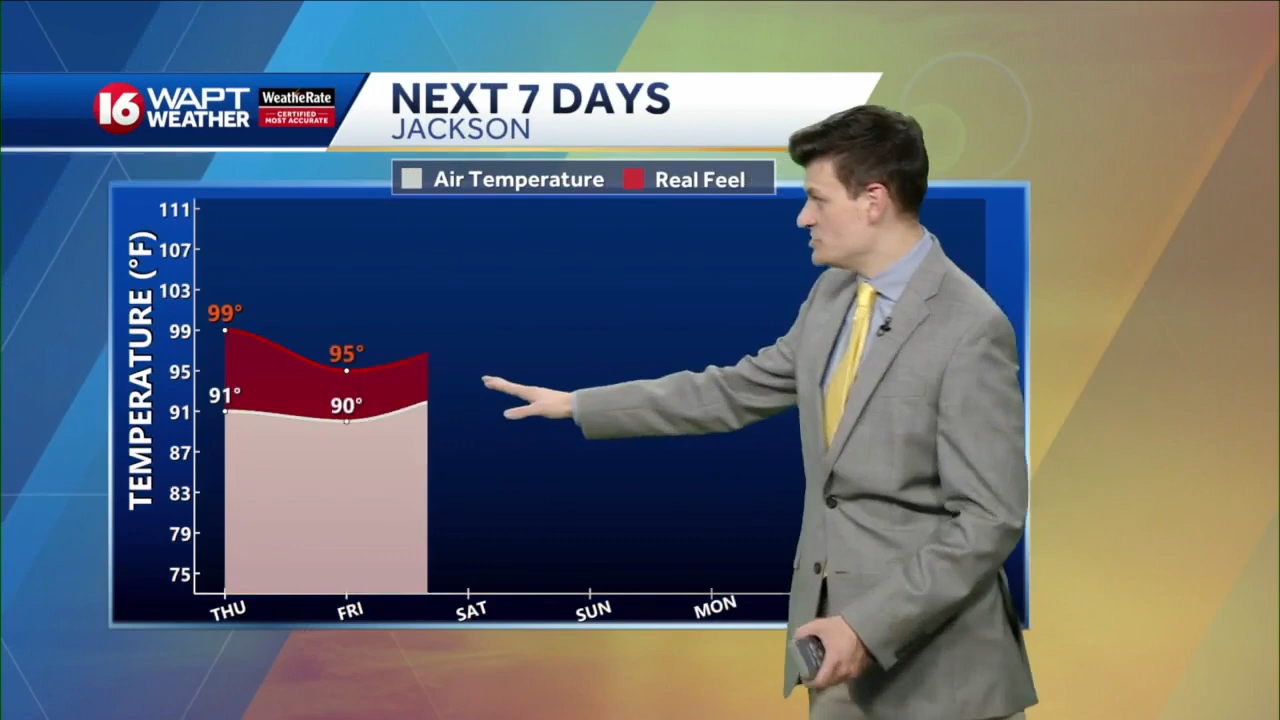 16 WAPT WEATHER
WeatheRate
CERTIFIED
MOST ACCURATE
NEXT 7 DAYS
JACKSON
Air Temperature
Real Feel
TEMPERATURE (°F)
111
107
103
99
95
91
87
83
79
75
99°
95°
91°
90°
THU
FRI
SAT
SUN
MON